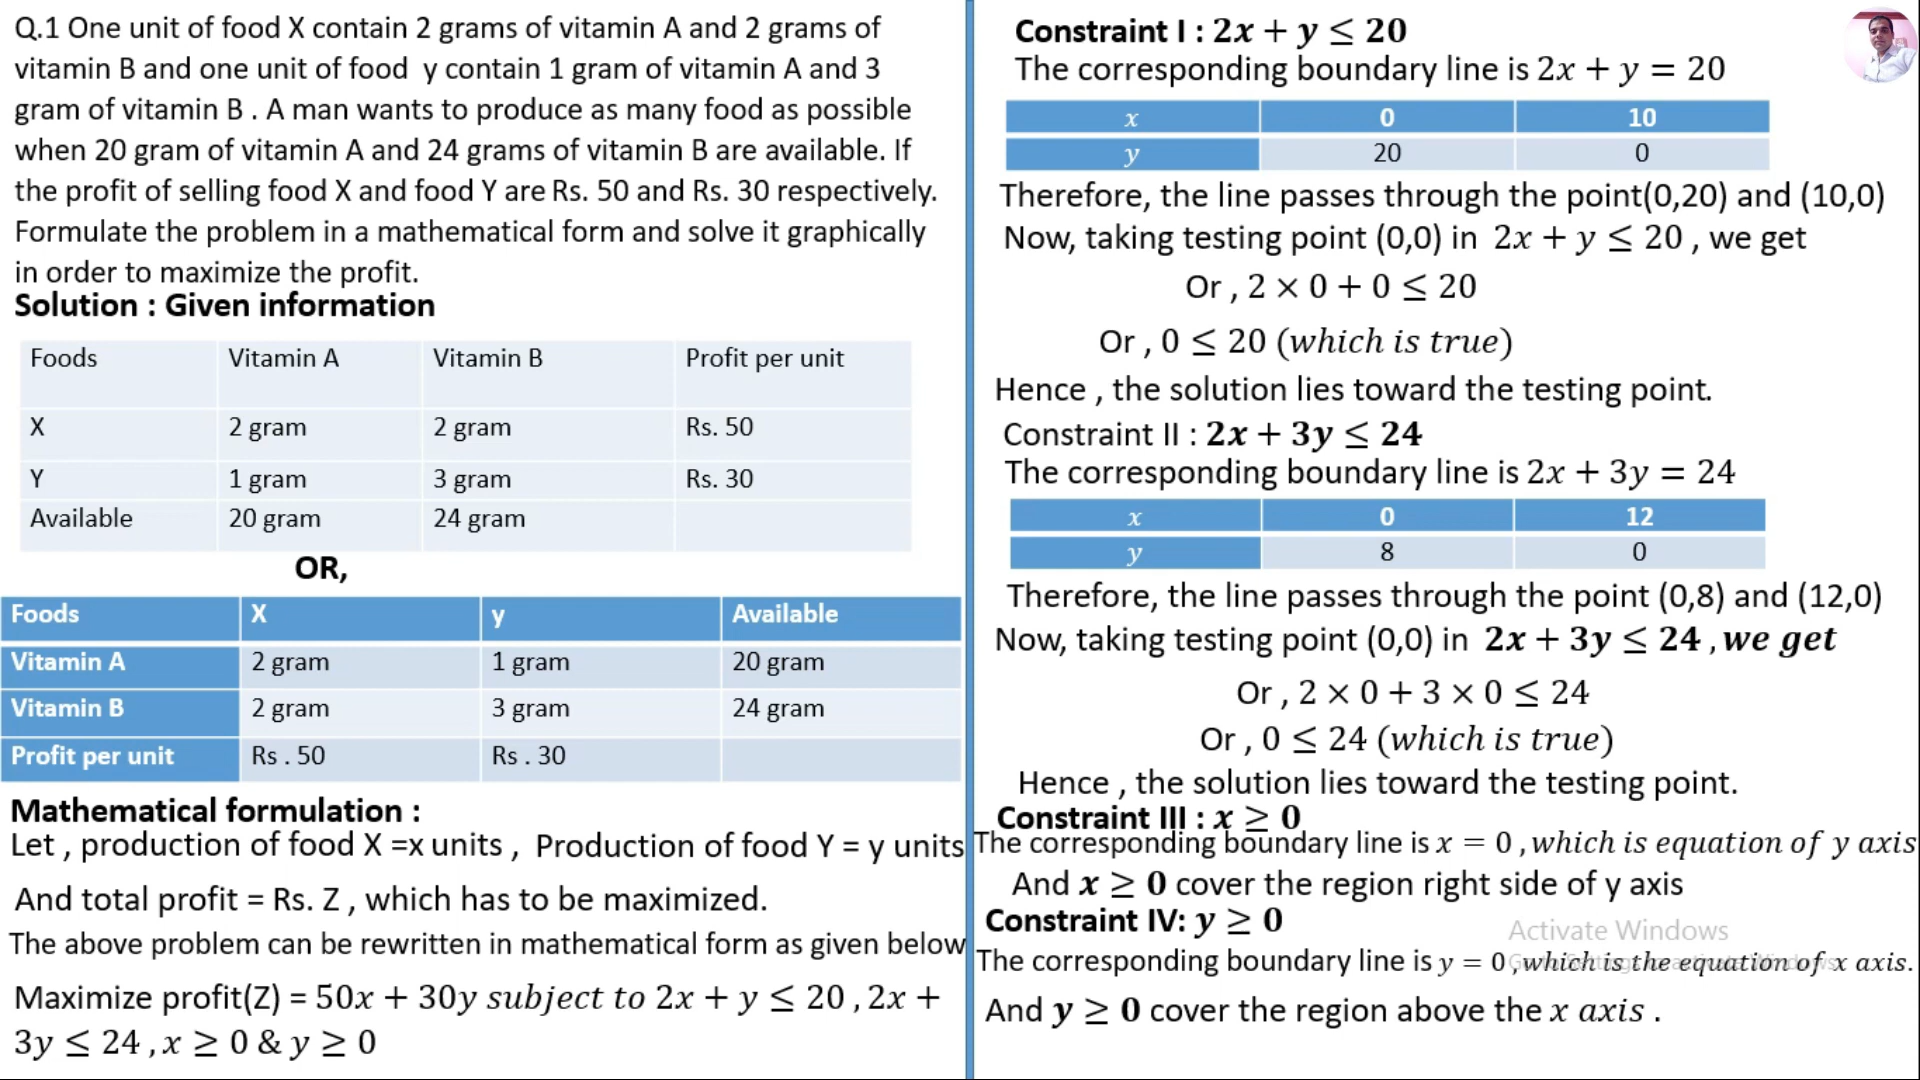 Q.1 One unit of food X contain 2 grams of vitamin A and 2 grams of
vitamin B and one unit of food y contain 1 gram of vitamin A and 3
gram of vitamin B . A man wants to produce as many food as possible
when 20 gram of vitamin A and 24 grams of vitamin B are available. If
the profit of selling food X and food Y are Rs. 50 and Rs. 30 respectively.
Formulate the problem in a mathematical form and solve it graphically
in order to maximize the profit.
Solution : Given information
Foods Vitamin A Vitamin B Profit per unit
X 2 gram 2 gram Rs. 50
Y 1 gram 3 gram Rs. 30
Available 20 gram 24 gram
OR,
Foods X y Available
Vitamin A 2 gram 1 gram 20 gram
Vitamin B 2 gram 3 gram 24 gram
Profit per unit Rs . 50 Rs . 30
Mathematical formulation :
Let , production of food X =x units , Production of food Y = y units
And total profit = Rs. Z , which has to be maximized.
The above problem can be rewritten in mathematical form as given below
Maximize profit(Z) = 50x + 30y subject to 2x + y ≤ 20 , 2x +
3y ≤ 24 , x ≥ 0 & y ≥ 0
Constraint I : 2x + y ≤ 20
The corresponding boundary line is 2x + y = 20
x 0 10
y 20 0
Therefore, the line passes through the point(0,20) and (10,0)
Now, taking testing point (0,0) in 2x + y ≤ 20 , we get
Or , 2 × 0 + 0 ≤ 20
Or , 0 ≤ 20 (which is true)
Hence , the solution lies toward the testing point.
Constraint II : 2x + 3y ≤ 24
The corresponding boundary line is 2x + 3y = 24
x 0 12
y 8 0
Therefore, the line passes through the point (0,8) and (12,0)
Now, taking testing point (0,0) in 2x + 3y ≤ 24 , we get
Or , 2 × 0 + 3 × 0 ≤ 24
Or , 0 ≤ 24 (which is true)
Hence , the solution lies toward the testing point.
Constraint III : x ≥ 0
The corresponding boundary line is x = 0 , which is equation of y axis
And x ≥ 0 cover the region right side of y axis
Constraint IV: y ≥ 0
Activate Windows
The corresponding boundary line is y = 0 , which is the equation of x axis.
And y ≥ 0 cover the region above the x axis .